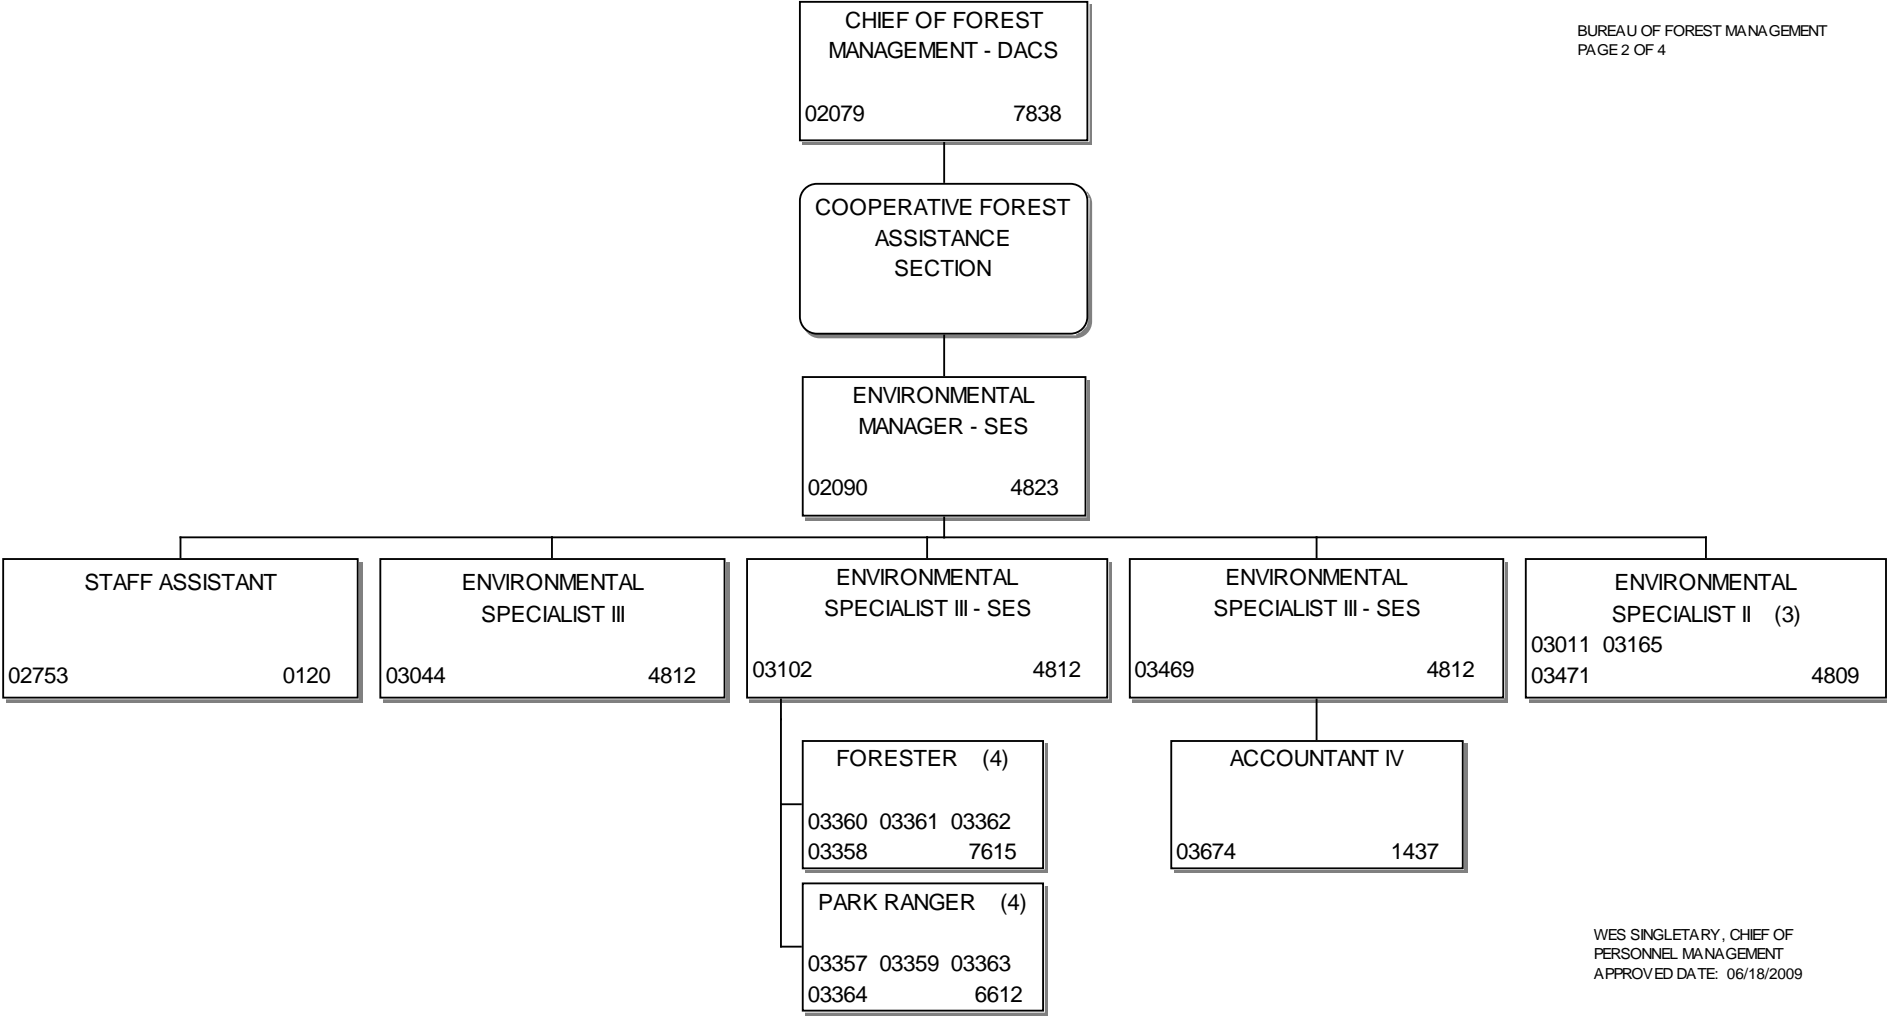 CHIEF OF FOREST
MANAGEMENT - DACS
02079 7838
BUREAU OF FOREST MANAGEMENT
PAGE 2 OF 4
COOPERATIVE FOREST
ASSISTANCE
SECTION
ENVIRONMENTAL
MANAGER - SES
02090 4823
STAFF ASSISTANT
02753 0120
ENVIRONMENTAL
SPECIALIST III
03044 4812
ENVIRONMENTAL
SPECIALIST III - SES
03102 4812
ENVIRONMENTAL
SPECIALIST III - SES
03469 4812
ENVIRONMENTAL
SPECIALIST II (3)
03011 03165
03471 4809
FORESTER (4)
03360 03361 03362
03358 7615
ACCOUNTANT IV
03674 1437
PARK RANGER (4)
03357 03359 03363
03364 6612
WES SINGLETARY, CHIEF OF
PERSONNEL MANAGEMENT
APPROVED DATE: 06/18/2009